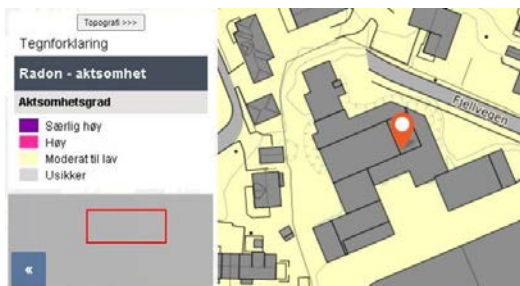 Topografi >>>
Tegnforklaring
Radon - aktsomhet
Aktsomhetsgrad
Særlig høy
Høy
Moderat til lav
Usikker
«
Fjellvegen